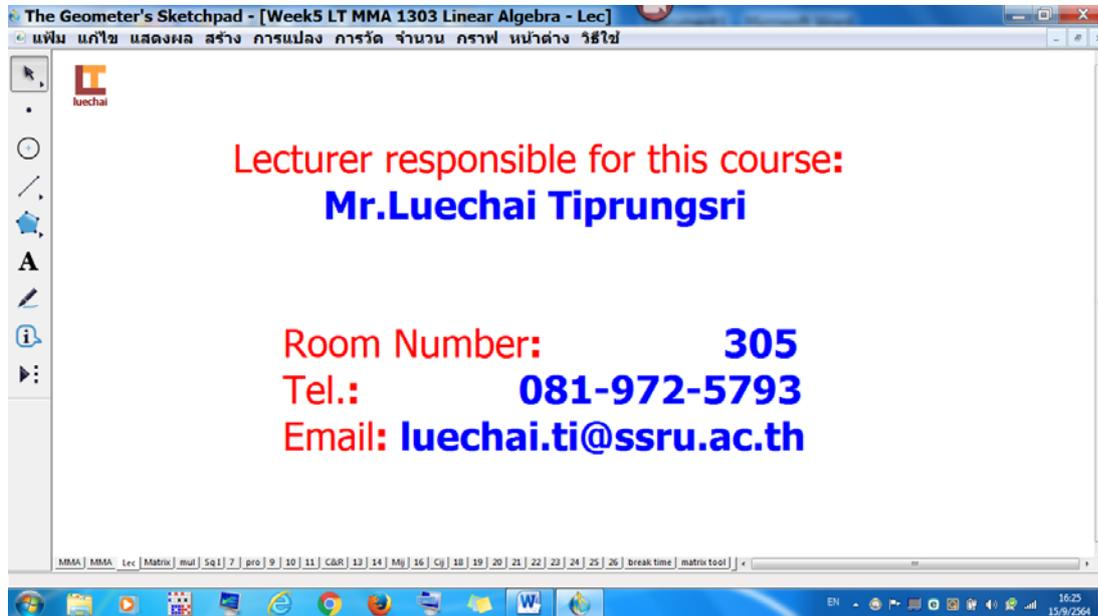 The Geometer's Sketchpad - [Week5 LT MMA 1303 Linear Algebra - Lec]
แฟ้ม แก้ไข แสดงผล สร้าง การแปลง การวัด จำนวน กราฟ หน้าต่าง วิธีใช้
LT
luechai
Lecturer responsible for this course:
Mr.Luechai Tiprungsri
Room Number: 305
Tel.: 081-972-5793
Email: luechai.ti@ssru.ac.th
A
MMA MMA Lec Matrix mul Sq I 7 pro 9 10 11 C&R 13 14 Mij 16 Cij 18 19 20 21 22 23 24 25 26 break time matrix tool
EN 16:25
15/9/2564